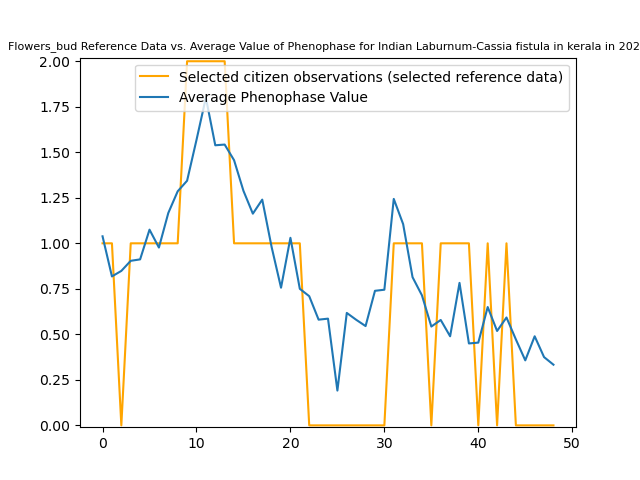 Flowers_bud Reference Data vs. Average Value of Phenophase for Indian Laburnum-Cassia fistula in kerala in 202
Selected citizen observations (selected reference data)
Average Phenophase Value
2.00
1.75
1.50
1.25
1.00
0.75
0.50
0.25
0.00
0 10 20 30 40 50